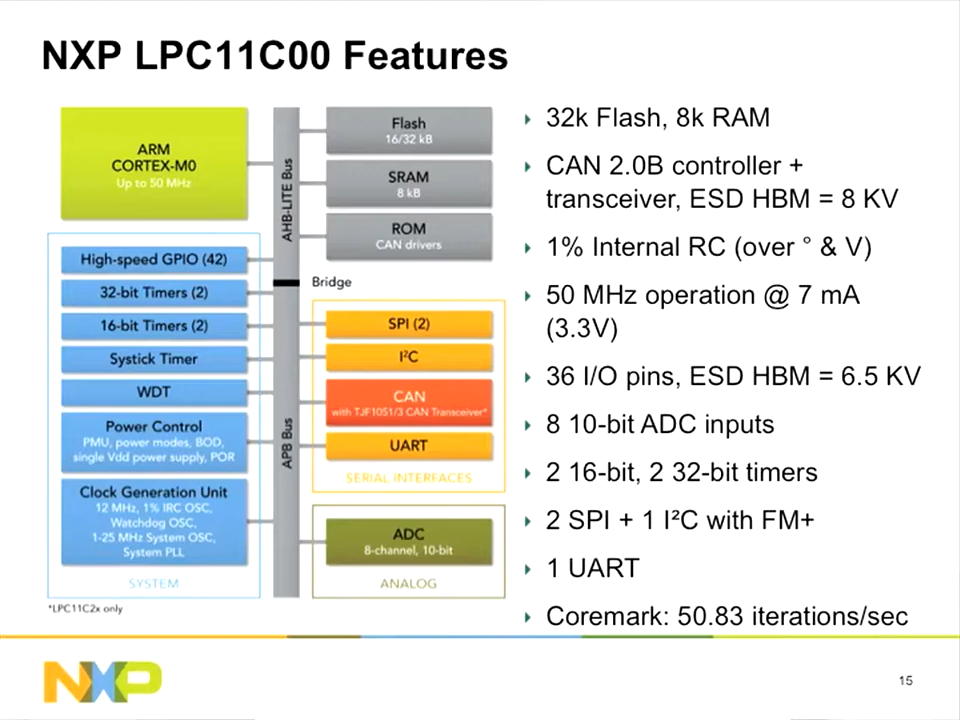 NXP LPC11C00 Features
ARM
CORTEX-M0
Up to 50 MHz
High-speed GPIO (42)
32-bit Timers (2)
16-bit Timers (2)
Systick Timer
WDT
Power Control
PMU, power modes, BOD,
single Vdd power supply, POR
Clock Generation Unit
12 MHz, 1% IRC OSC,
Watchdog OSC,
1-25 MHz System OSC,
System PLL
SYSTEM
*LPC11C2x only
AHB-LITE Bus
APB Bus
Bridge
Flash
16/32 kB
SRAM
8 kB
ROM
CAN drivers
SPI (2)
I²C
CAN
with TJF1051/3 CAN Transceiver*
UART
SERIAL INTERFACES
ADC
8-channel, 10-bit
ANALOG
32k Flash, 8k RAM
CAN 2.0B controller +
transceiver, ESD HBM = 8 KV
1% Internal RC (over ° & V)
50 MHz operation @ 7 mA
(3.3V)
36 I/O pins, ESD HBM = 6.5 KV
8 10-bit ADC inputs
2 16-bit, 2 32-bit timers
2 SPI + 1 I²C with FM+
1 UART
Coremark: 50.83 iterations/sec
NXP
15